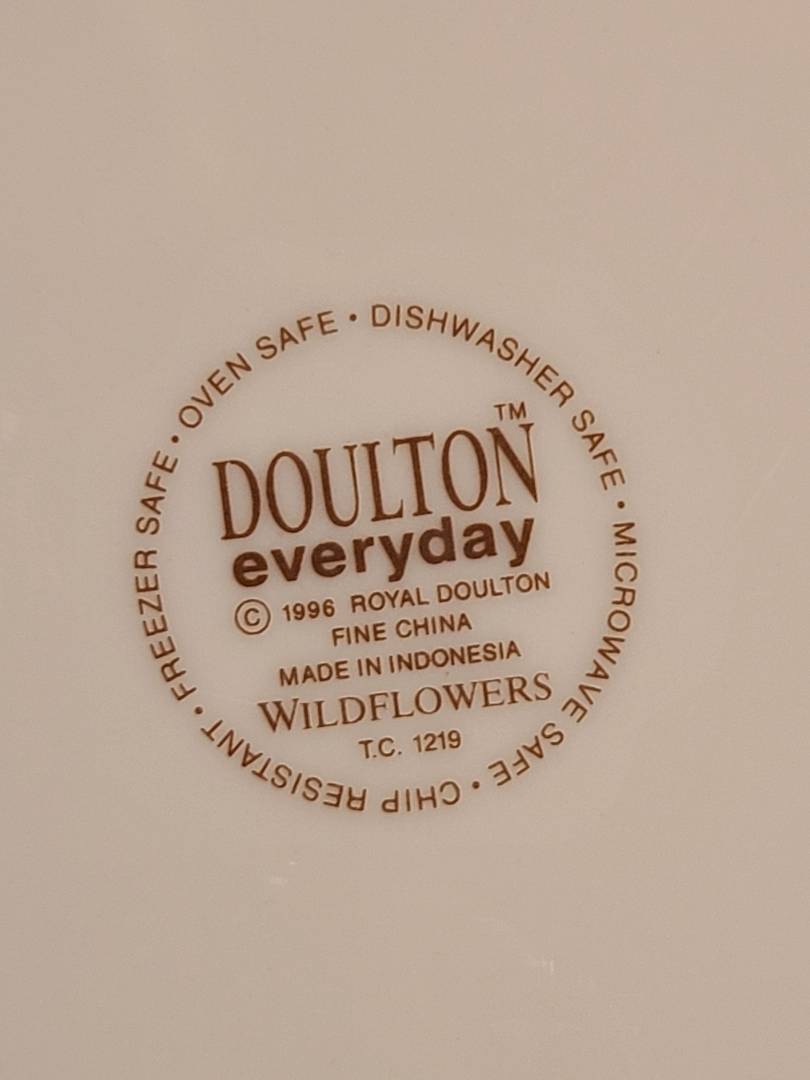 FREEZER SAFE • OVEN SAFE • DISHWASHER SAFE • MICROWAVE SAFE • CHIP RESISTANT •
DOULTON™
everyday
© 1996 ROYAL DOULTON
FINE CHINA
MADE IN INDONESIA
WILDFLOWERS
T.C. 1219